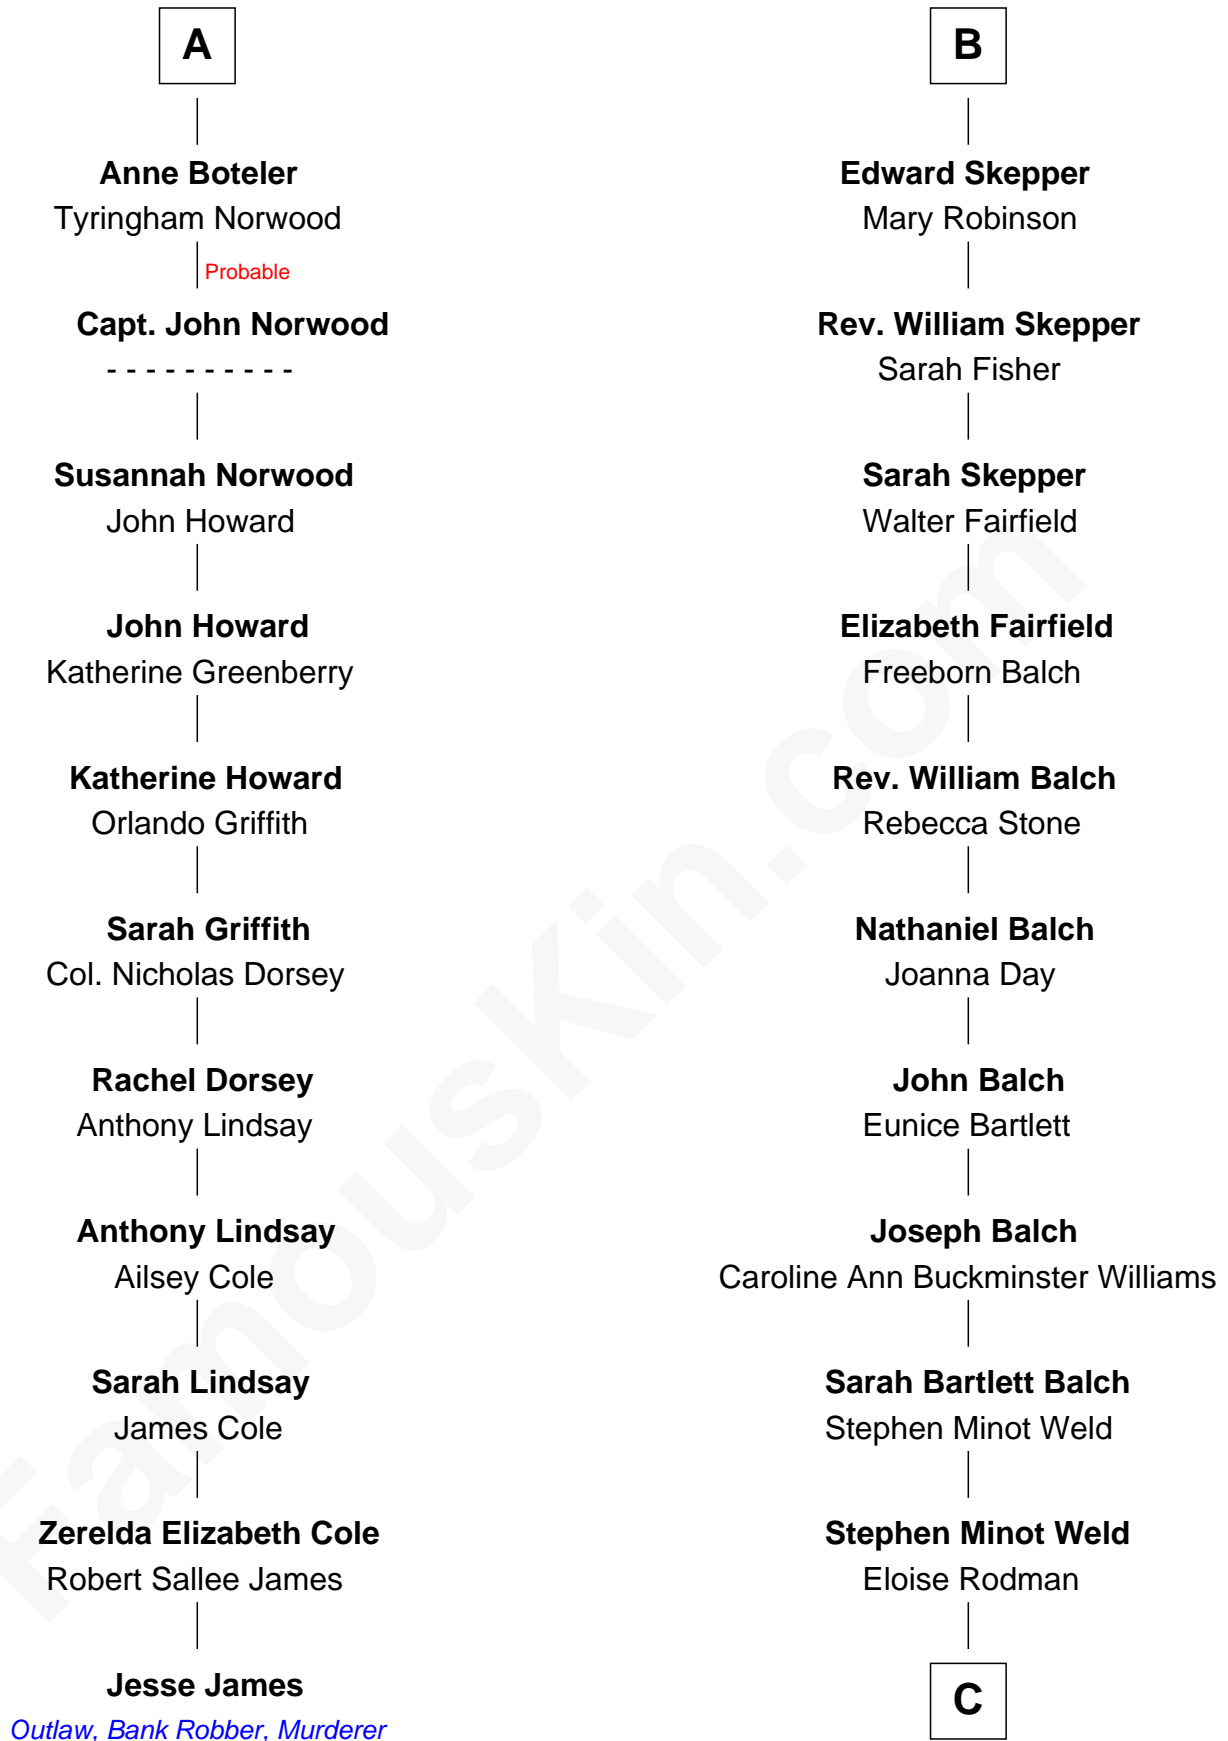 A
Anne Boteler
Tyringham Norwood
Probable
Capt. John Norwood
- - - - - - - - - -
Susannah Norwood
John Howard
John Howard
Katherine Greenberry
Katherine Howard
Orlando Griffith
Sarah Griffith
Col. Nicholas Dorsey
Rachel Dorsey
Anthony Lindsay
Anthony Lindsay
Ailsey Cole
Sarah Lindsay
James Cole
Zerelda Elizabeth Cole
Robert Sallee James
Jesse James
Outlaw, Bank Robber, Murderer
B
Edward Skepper
Mary Robinson
Rev. William Skepper
Sarah Fisher
Sarah Skepper
Walter Fairfield
Elizabeth Fairfield
Freeborn Balch
Rev. William Balch
Rebecca Stone
Nathaniel Balch
Joanna Day
John Balch
Eunice Bartlett
Joseph Balch
Caroline Ann Buckminster Williams
Sarah Bartlett Balch
Stephen Minot Weld
Stephen Minot Weld
Eloise Rodman
C
FamousKin.com